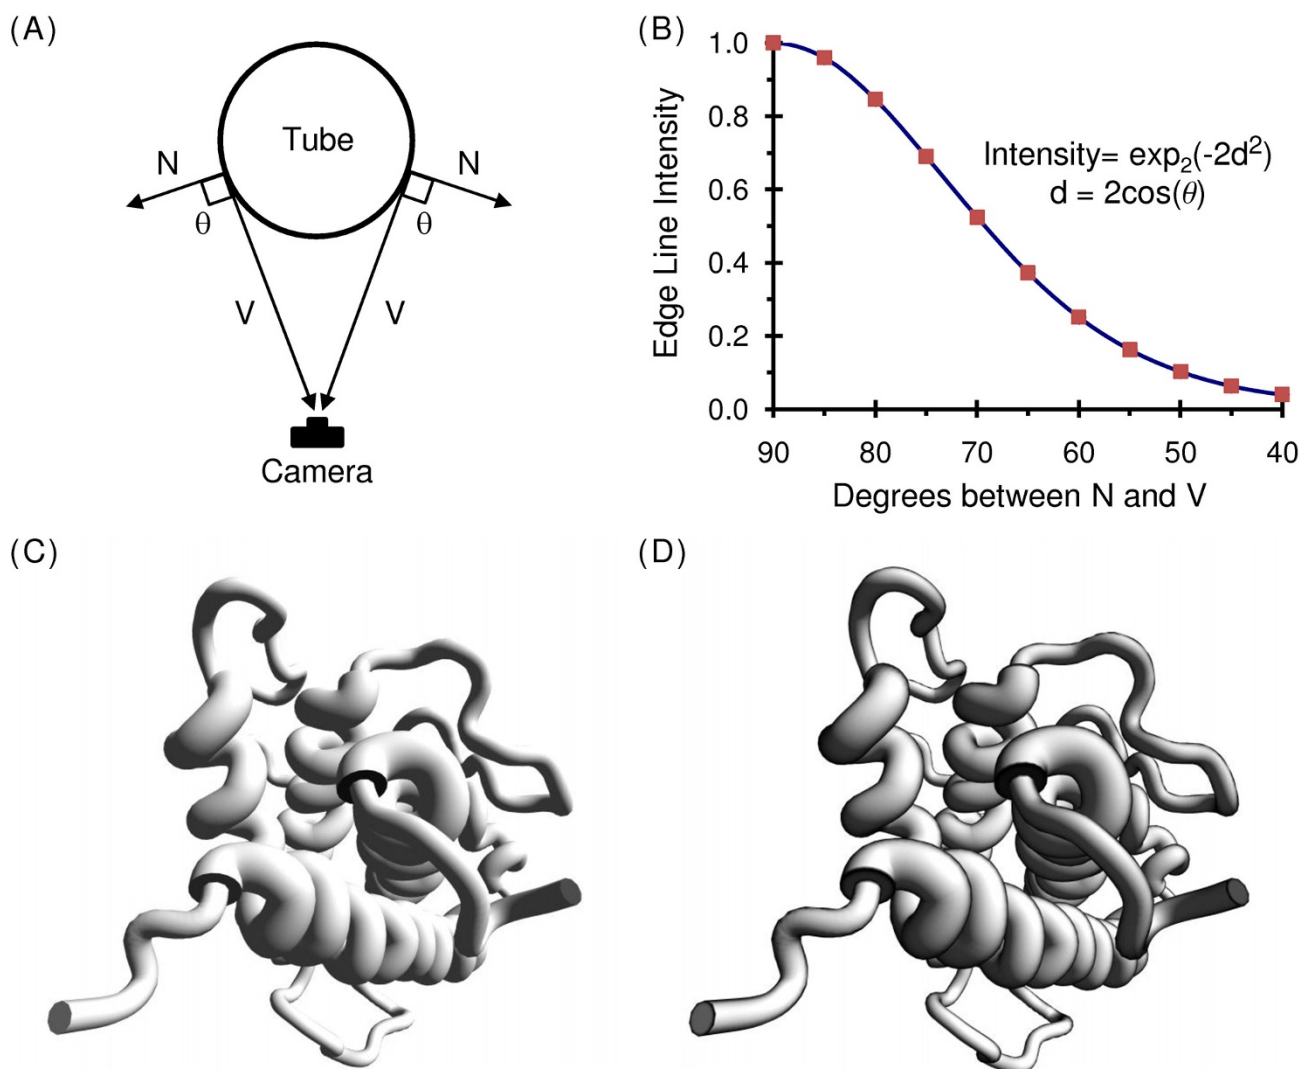 (A)
Tube
N
N
θ
θ
V
V
Camera
(B)
1.0
0.8
0.6
0.4
0.2
0.0
Edge Line Intensity
Intensity= exp₂(-2d²)
d = 2cos(θ)
90 80 70 60 50 40
Degrees between N and V
(C)
(D)